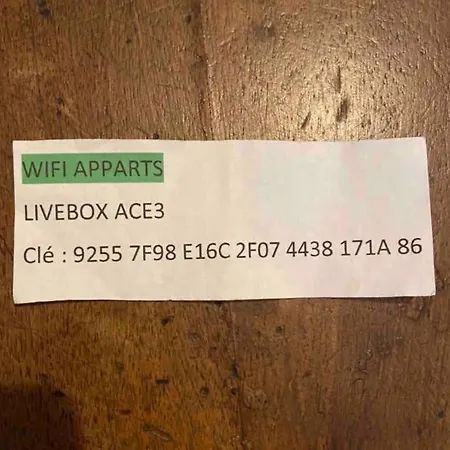 WIFI APPARTS
LIVEBOX ACE3
Clé : 9255 7F98 E16C 2F07 4438 171A 86